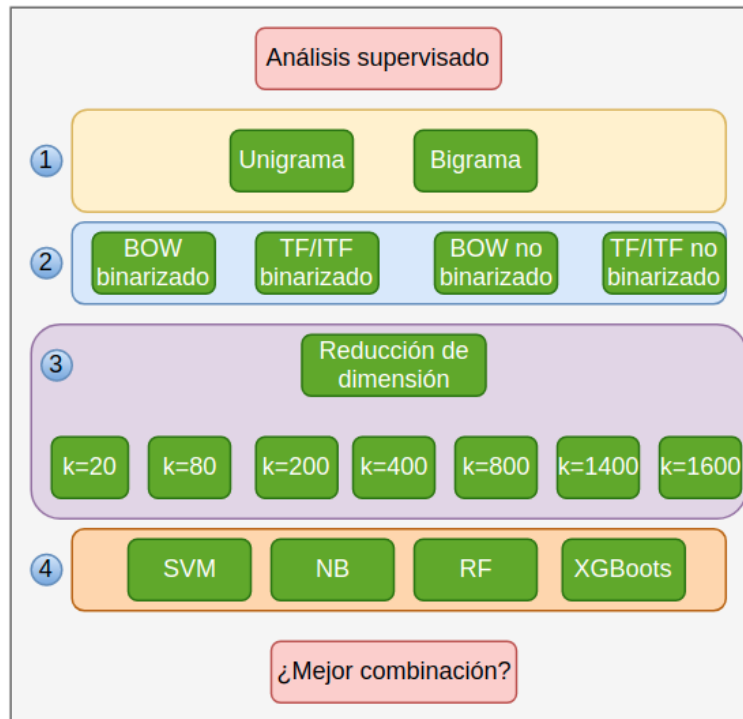 Análisis supervisado
1
Unigrama
Bigrama
2
BOW
binarizado
TF/ITF
binarizado
BOW no
binarizado
TF/ITF no
binarizado
3
Reducción de
dimensión
k=20
k=80
k=200
k=400
k=800
k=1400
k=1600
4
SVM
NB
RF
XGBoots
¿Mejor combinación?